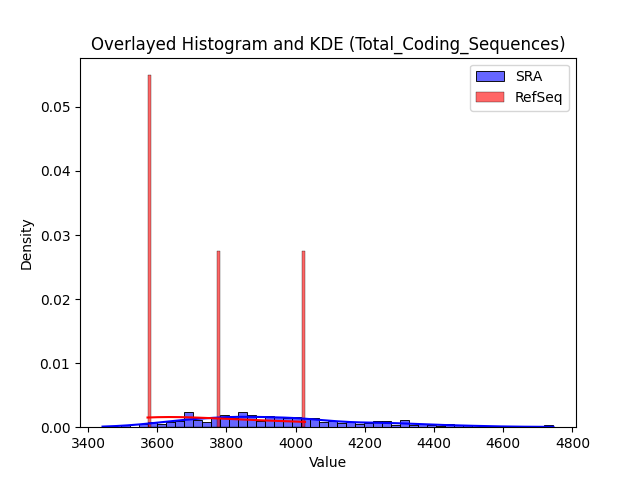 Overlayed Histogram and KDE (Total_Coding_Sequences)
SRA
RefSeq
0.05
0.04
0.03
0.02
0.01
0.00
Density
3400 3600 3800 4000 4200 4400 4600 4800
Value